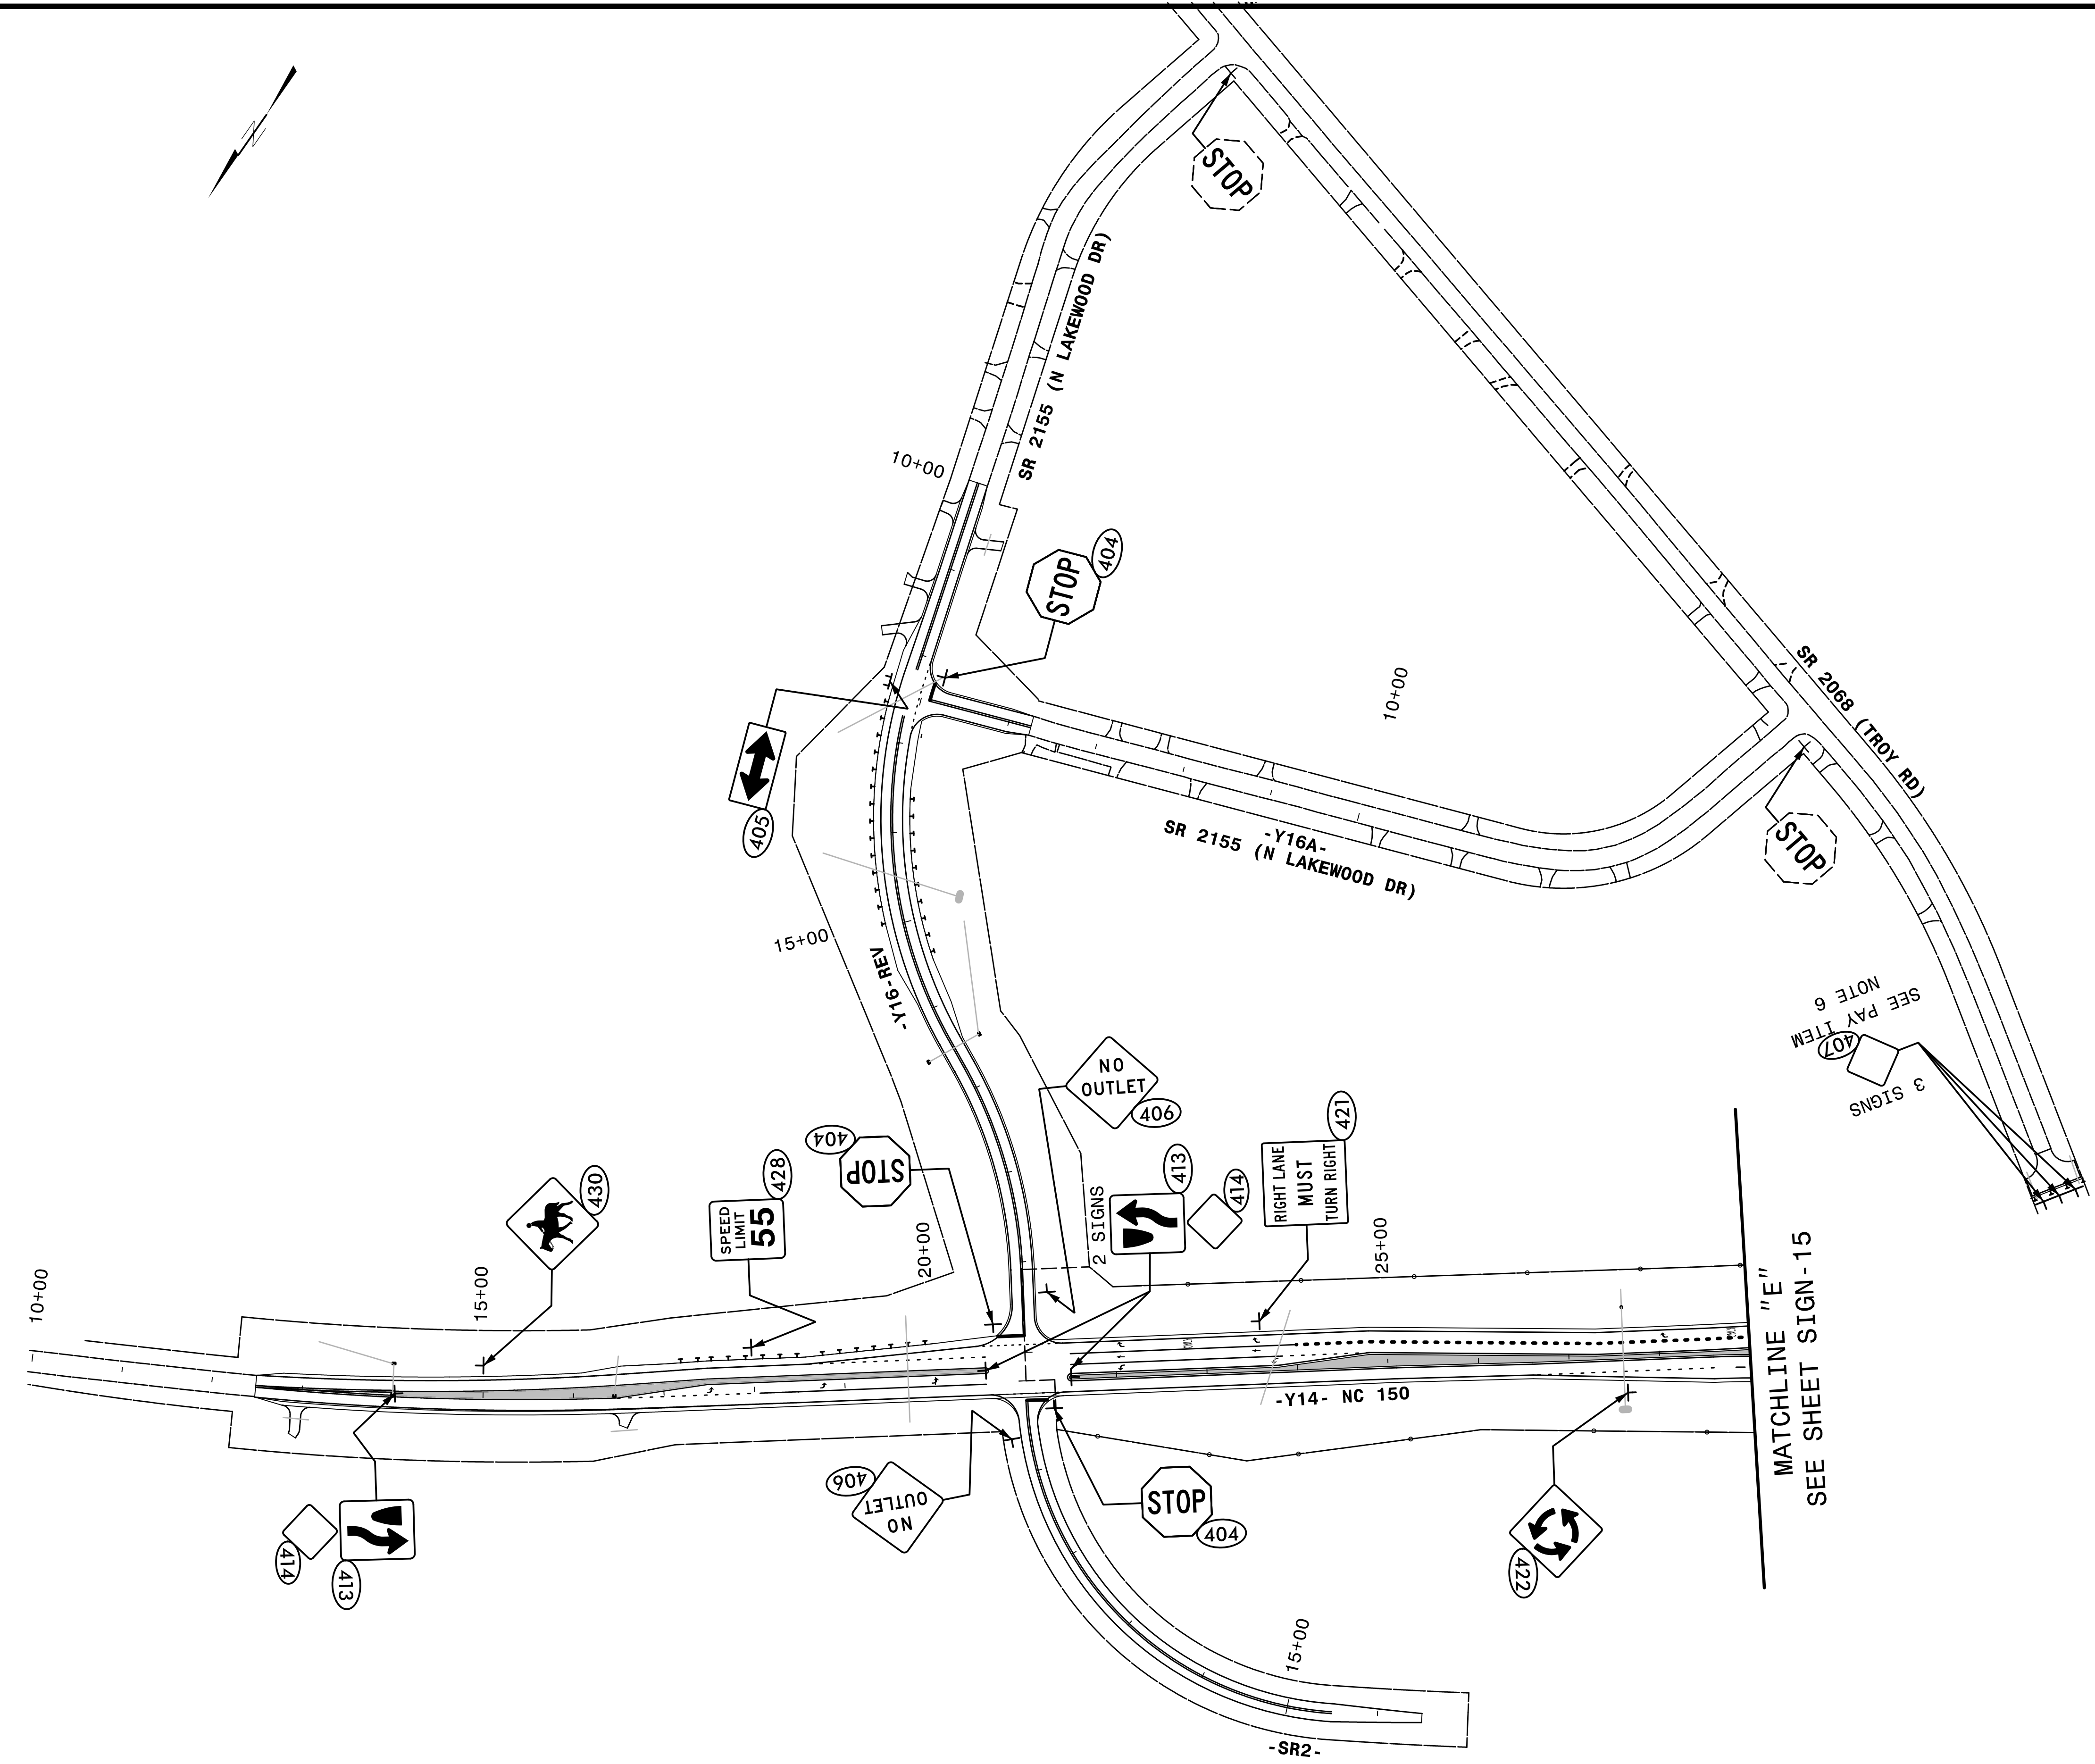 N
STOP
SR 2155 (N LAKEWOOD DR)
10+00
STOP
404
10+00
SR 2068 (TROY RD)
405
-Y16A-
SR 2155 (N LAKEWOOD DR)
STOP
15+00
-Y16-REV
SEE PAY ITEM
NOTE 6
407
3 SIGNS
NO
OUTLET
406
404
STOP
421
RIGHT LANE
MUST
TURN RIGHT
413
414
2 SIGNS
430
428
SPEED
LIMIT
55
10+00
15+00
20+00
25+00
MATCHLINE "E"
SEE SHEET SIGN-15
-Y14- NC 150
406
NO
OUTLET
STOP
404
422
414
413
15+00
-SR2-